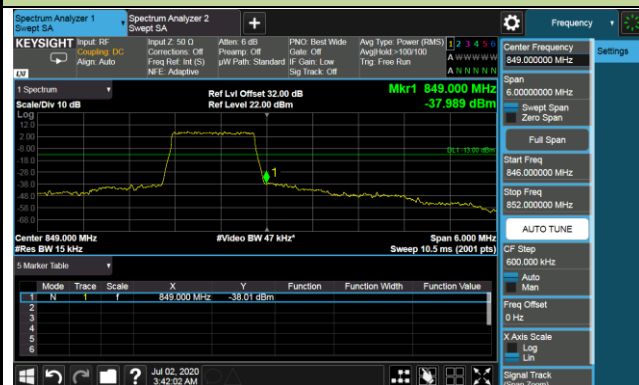 Spectrum Analyzer 1
Swept SA
Spectrum Analyzer 2
Swept SA
+
Frequency
KEYSIGHT
Input: RF
Coupling: DC
Align: Auto
Input Z: 50 Ω
Corrections: Off
Freq Ref: Int (S)
NFE: Adaptive
Atten: 6 dB
Preamp: Off
µW Path: Standard
PNO: Best Wide
Gate: Off
IF Gain: Low
Sig Track: Off
Avg Type: Power (RMS)
Avg|Hold:>100/100
Trig: Free Run
1 2 3 4 5 6
A W W W W W
A N N N N N
LXI
1 Spectrum
Scale/Div 10 dB
Ref Lvl Offset 32.00 dB
Ref Level 22.00 dBm
Mkr1 849.000 MHz
-37.989 dBm
Log
12.0
2.00
-8.00
-18.0
-28.0
-38.0
-48.0
-58.0
-68.0
DL1 -13.00 dBm
1
Center 849.000 MHz
#Res BW 15 kHz
#Video BW 47 kHz*
Span 6.000 MHz
Sweep 10.5 ms (2001 pts)
5 Marker Table
Mode Trace Scale X Y Function Function Width Function Value
1 N 1 f 849.000 MHz -38.01 dBm
2
3
4
5
6
Jul 02, 2020
3:42:02 AM
Center Frequency
849.000000 MHz
Settings
Span
6.00000000 MHz
Swept Span
Zero Span
Full Span
Start Freq
846.000000 MHz
Stop Freq
852.000000 MHz
AUTO TUNE
CF Step
600.000 kHz
Auto
Man
Freq Offset
0 Hz
X Axis Scale
Log
Lin
Signal Track
(Span Zoom)